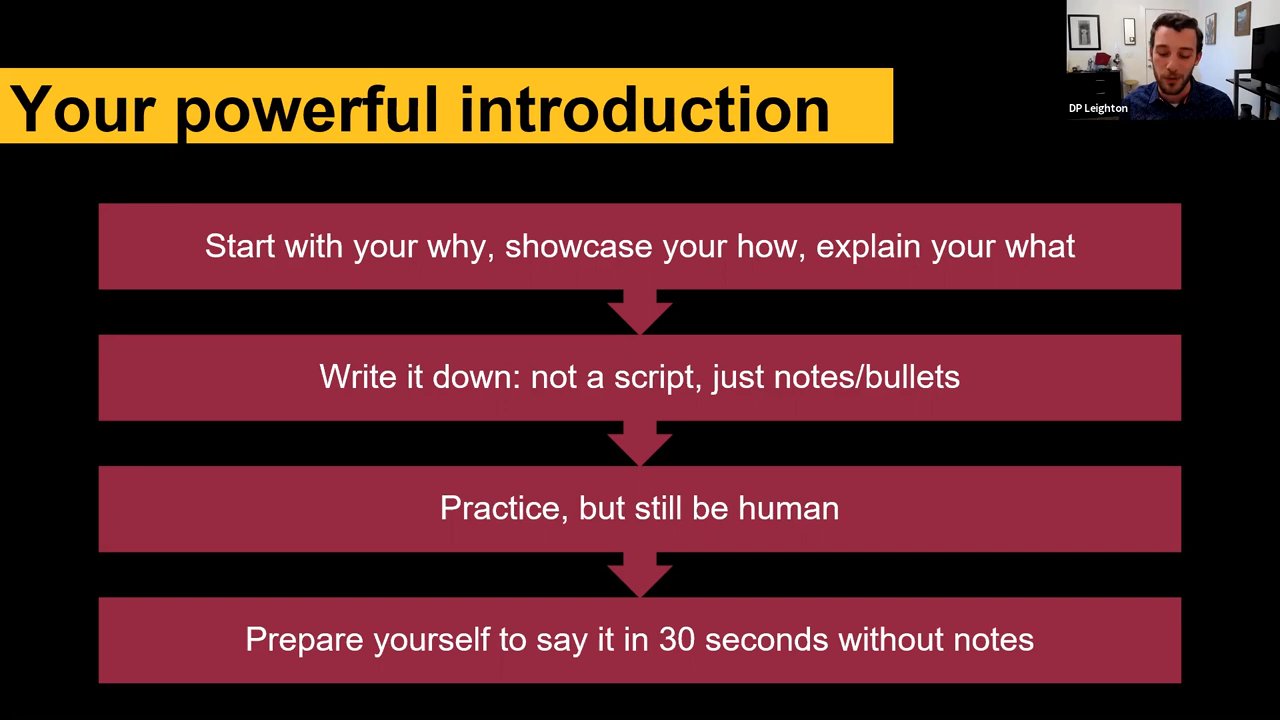 Your powerful introduction
DP Leighton
Start with your why, showcase your how, explain your what
Write it down: not a script, just notes/bullets
Practice, but still be human
Prepare yourself to say it in 30 seconds without notes